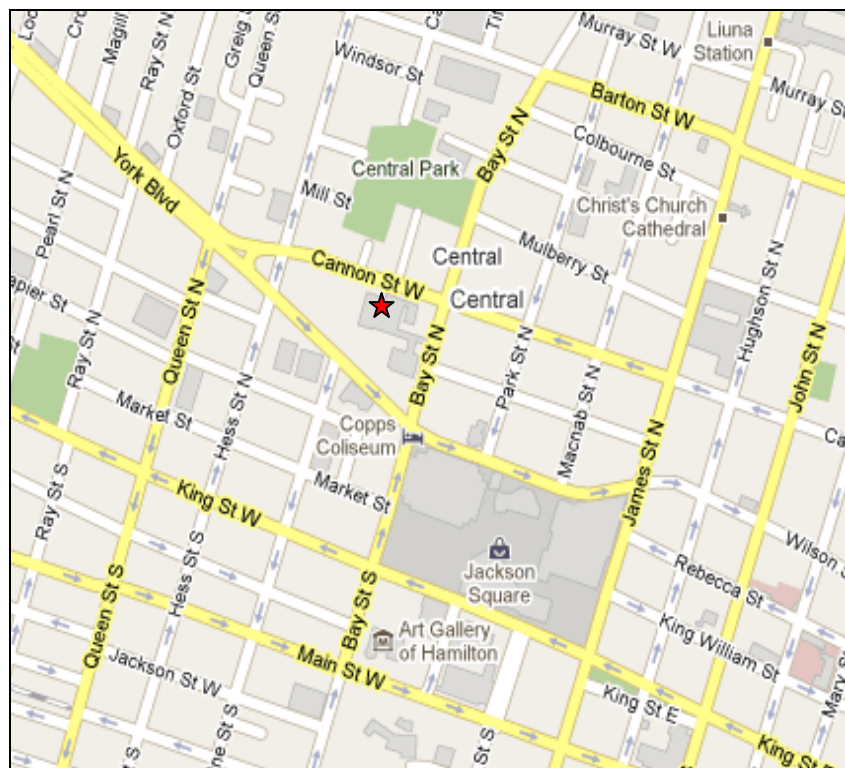 Magill
Ray St N
Oxford St
Greig St
Queen St
Windsor St
Murray St W
Liuna
Station
Murray St
Barton St W
Colbourne St
Bay St N
Central Park
York Blvd
Pearl St N
Mill St
Christ's Church
Cathedral
Mulberry St
Central
Cannon St W
Central
Hughson St N
Queen St N
Ray St N
Bay St N
Park St N
Macnab St N
John St N
Market St
Hess St N
Copps
Coliseum
James St N
King St W
Market St
Ray St S
Jackson
Square
Rebecca St
Wilson S
Hess St S
Queen St S
Bay St S
Art Gallery
of Hamilton
King William St
Main St W
Jackson St W
King St E
Mary S
St S
King St E